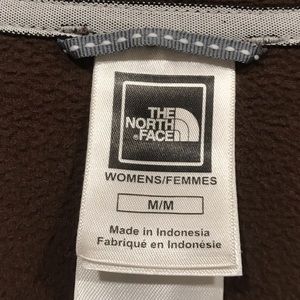 THE
NORTH
FACE
WOMENS/FEMMES
M/M
Made in Indonesia
Fabriqué en Indonésie